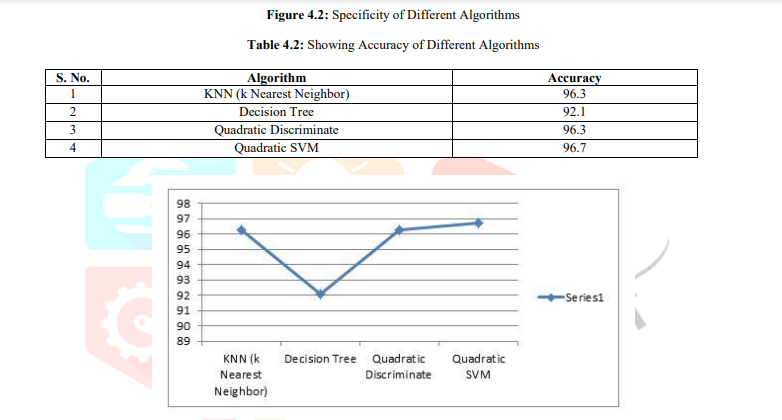 Figure 4.2: Specificity of Different Algorithms
Table 4.2: Showing Accuracy of Different Algorithms
S. No. Algorithm Accuracy
1 KNN (k Nearest Neighbor) 96.3
2 Decision Tree 92.1
3 Quadratic Discriminate 96.3
4 Quadratic SVM 96.7
98
97
96
95
94
93
92
91
90
89
Series1
KNN (k Decision Tree Quadratic Quadratic
Nearest Discriminate SVM
Neighbor)